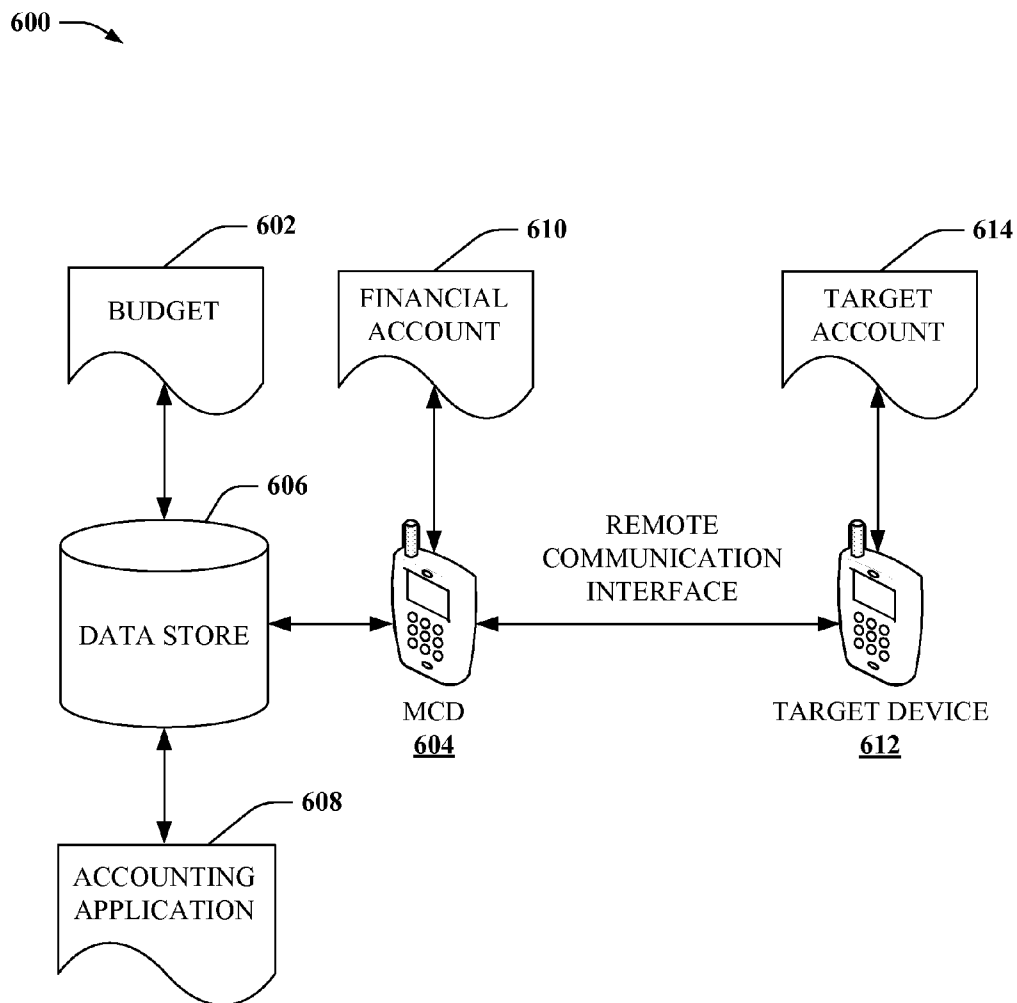 600
602
610
614
BUDGET
FINANCIAL
ACCOUNT
TARGET
ACCOUNT
606
REMOTE
COMMUNICATION
INTERFACE
DATA STORE
MCD
604
TARGET DEVICE
612
608
ACCOUNTING
APPLICATION